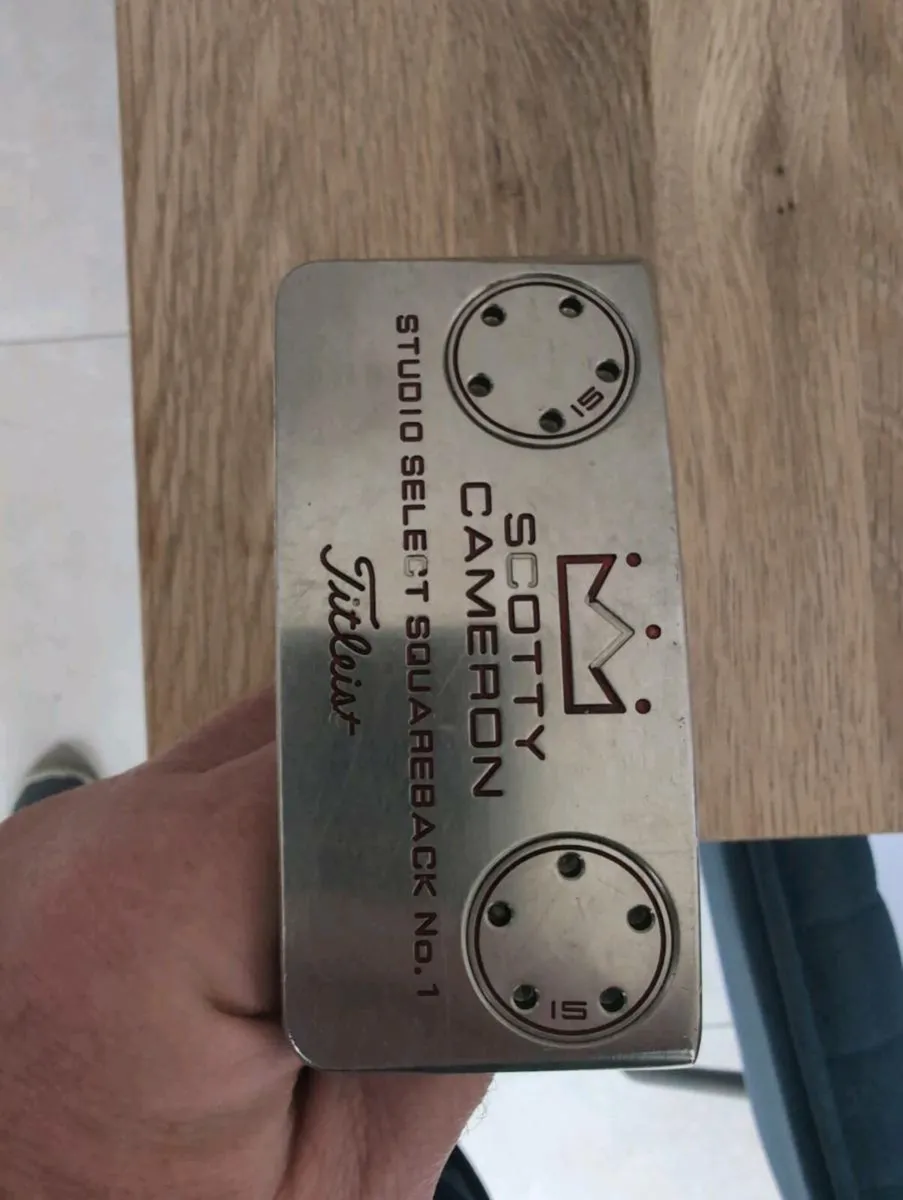 15
15
SCOTTY
CAMERON
STUDIO SELECT SQUAREBACK No.1
Titleist